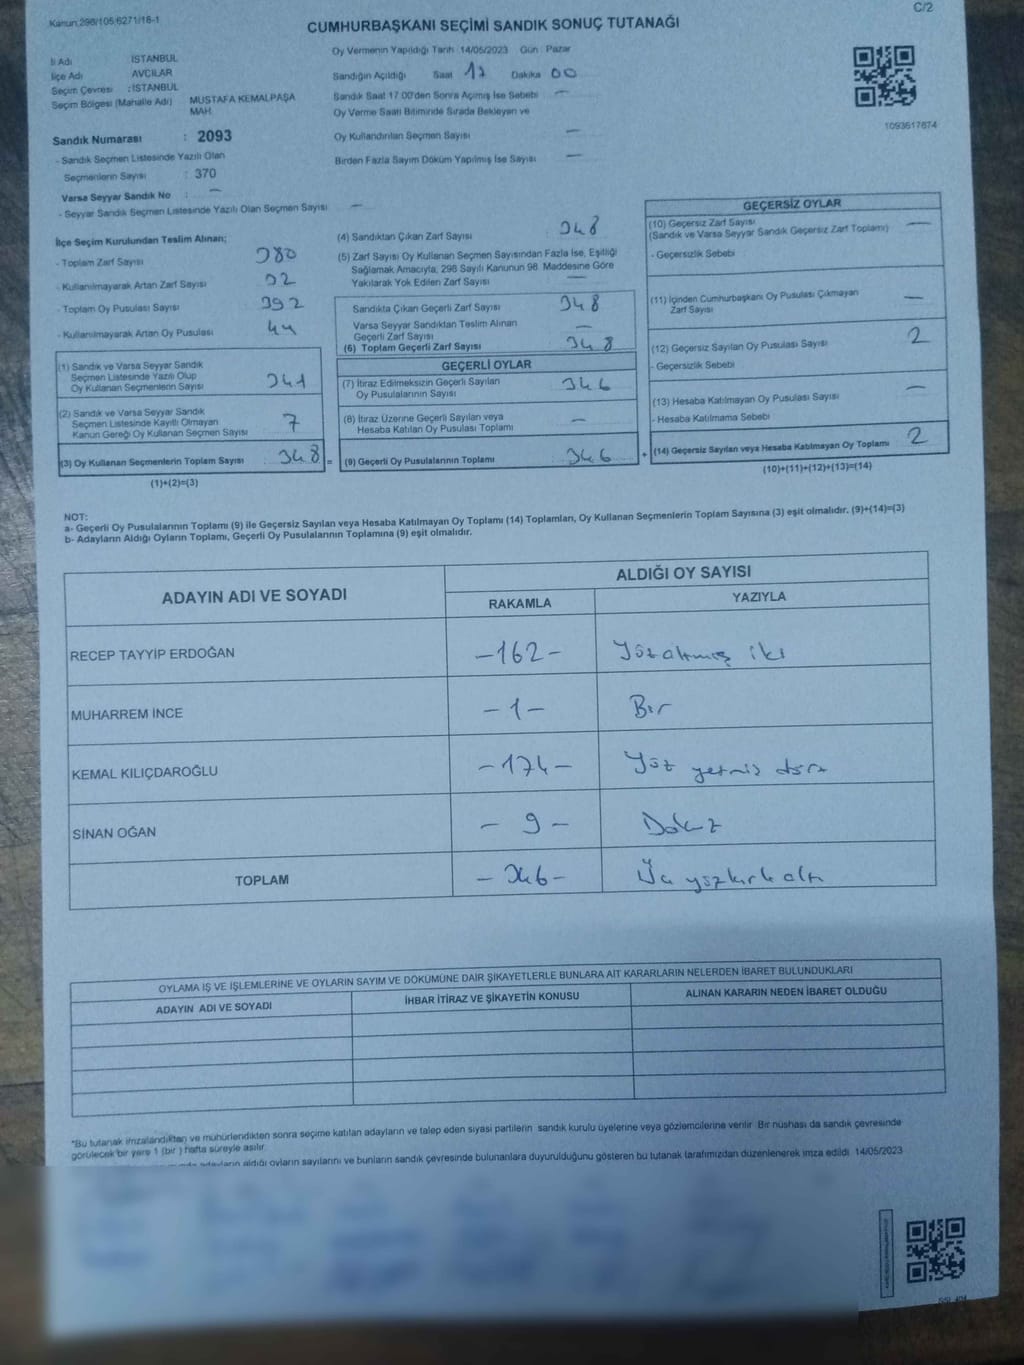 Kanun:298/105;6271/18-1
C/2
CUMHURBAŞKANI SEÇİMİ SANDIK SONUÇ TUTANAĞI
İl Adı İSTANBUL
İlçe Adı AVCILAR
Seçim Çevresi : İSTANBUL
Seçim Bölgesi (Mahalle Adı) MUSTAFA KEMALPAŞA MAH.
Sandık Numarası : 2093
- Sandık Seçmen Listesinde Yazılı Olan
Seçmenlerin Sayısı : 370
Varsa Seyyar Sandık No : —
- Seyyar Sandık Seçmen Listesinde Yazılı Olan Seçmen Sayısı —
Oy Vermenin Yapıldığı Tarih :14/05/2023 Gün : Pazar
Sandığın Açıldığı Saat 17 Dakika 00
Sandık Saat 17:00'den Sonra Açılmış İse Sebebi —
Oy Verme Saati Bitiminde Sırada Bekleyen ve
Oy Kullandırılan Seçmen Sayısı —
Birden Fazla Sayım Döküm Yapılmış İse Sayısı —
1093617674
İlçe Seçim Kurulundan Teslim Alınan;
- Toplam Zarf Sayısı 380
- Kullanılmayarak Artan Zarf Sayısı 32
- Toplam Oy Pusulası Sayısı 392
- Kullanılmayarak Artan Oy Pusulası 44
(1) Sandık ve Varsa Seyyar Sandık
Seçmen Listesinde Yazılı Olup
Oy Kullanan Seçmenlerin Sayısı 341
(2) Sandık ve Varsa Seyyar Sandık
Seçmen Listesinde Kayıtlı Olmayan
Kanun Gereği Oy Kullanan Seçmen Sayısı 7
(3) Oy Kullanan Seçmenlerin Toplam Sayısı 348 =
(1)+(2)=(3)
(4) Sandıktan Çıkan Zarf Sayısı : 348
(5) Zarf Sayısı Oy Kullanan Seçmen Sayısından Fazla İse, Eşitliği
Sağlamak Amacıyla, 298 Sayılı Kanunun 98. Maddesine Göre
Yakılarak Yok Edilen Zarf Sayısı —
Sandıkta Çıkan Geçerli Zarf Sayısı 348
Varsa Seyyar Sandıktan Teslim Alınan
Geçerli Zarf Sayısı —
(6) Toplam Geçerli Zarf Sayısı 348
GEÇERLİ OYLAR
(7) İtiraz Edilmeksizin Geçerli Sayılan
Oy Pusulalarının Sayısı 346
(8) İtiraz Üzerine Geçerli Sayılan veya
Hesaba Katılan Oy Pusulası Toplamı —
(9) Geçerli Oy Pusulalarının Toplamı 346 +
GEÇERSİZ OYLAR
(10) Geçersiz Zarf Sayısı
(Sandık ve Varsa Seyyar Sandık Geçersiz Zarf Toplamı) —
- Geçersizlik Sebebi
(11) İçinden Cumhurbaşkanı Oy Pusulası Çıkmayan
Zarf Sayısı —
(12) Geçersiz Sayılan Oy Pusulası Sayısı 2
- Geçersizlik Sebebi
(13) Hesaba Katılmayan Oy Pusulası Sayısı —
- Hesaba Katılmama Sebebi
(14) Geçersiz Sayılan veya Hesaba Katılmayan Oy Toplamı 2
(10)+(11)+(12)+(13)=(14)
NOT:
a- Geçerli Oy Pusulalarının Toplamı (9) ile Geçersiz Sayılan veya Hesaba Katılmayan Oy Toplamı (14) Toplamları, Oy Kullanan Seçmenlerin Toplam Sayısına (3) eşit olmalıdır. (9)+(14)=(3)
b- Adayların Aldığı Oyların Toplamı, Geçerli Oy Pusulalarının Toplamına (9) eşit olmalıdır.
ADAYIN ADI VE SOYADI
ALDIĞI OY SAYISI
RAKAMLA YAZIYLA
RECEP TAYYİP ERDOĞAN -162- Yüzaltmış iki
MUHARREM İNCE -1- Bir
KEMAL KILIÇDAROĞLU -174- Yüz yetmiş dört
SİNAN OĞAN -9- Dokuz
TOPLAM -346- Üç yüzkırk altı
OYLAMA İŞ VE İŞLEMLERİNE VE OYLARIN SAYIM VE DÖKÜMÜNE DAİR ŞİKAYETLERLE BUNLARA AİT KARARLARIN NELERDEN İBARET BULUNDUKLARI
ADAYIN ADI VE SOYADI İHBAR İTİRAZ VE ŞİKAYETİN KONUSU ALINAN KARARIN NEDEN İBARET OLDUĞU
*Bu tutanak imzalandıktan ve mühürlendikten sonra seçime katılan adayların ve talep eden siyasi partilerin sandık kurulu üyelerine veya gözlemcilerine verilir. Bir nüshası da sandık çevresinde
görülecek bir yere 1 (bir ) hafta süreyle asılır.
adayların aldığı oyların sayılarını ve bunların sandık çevresinde bulunanlara duyurulduğunu gösteren bu tutanak tarafımızdan düzenlenerek imza edildi. 14/05/2023